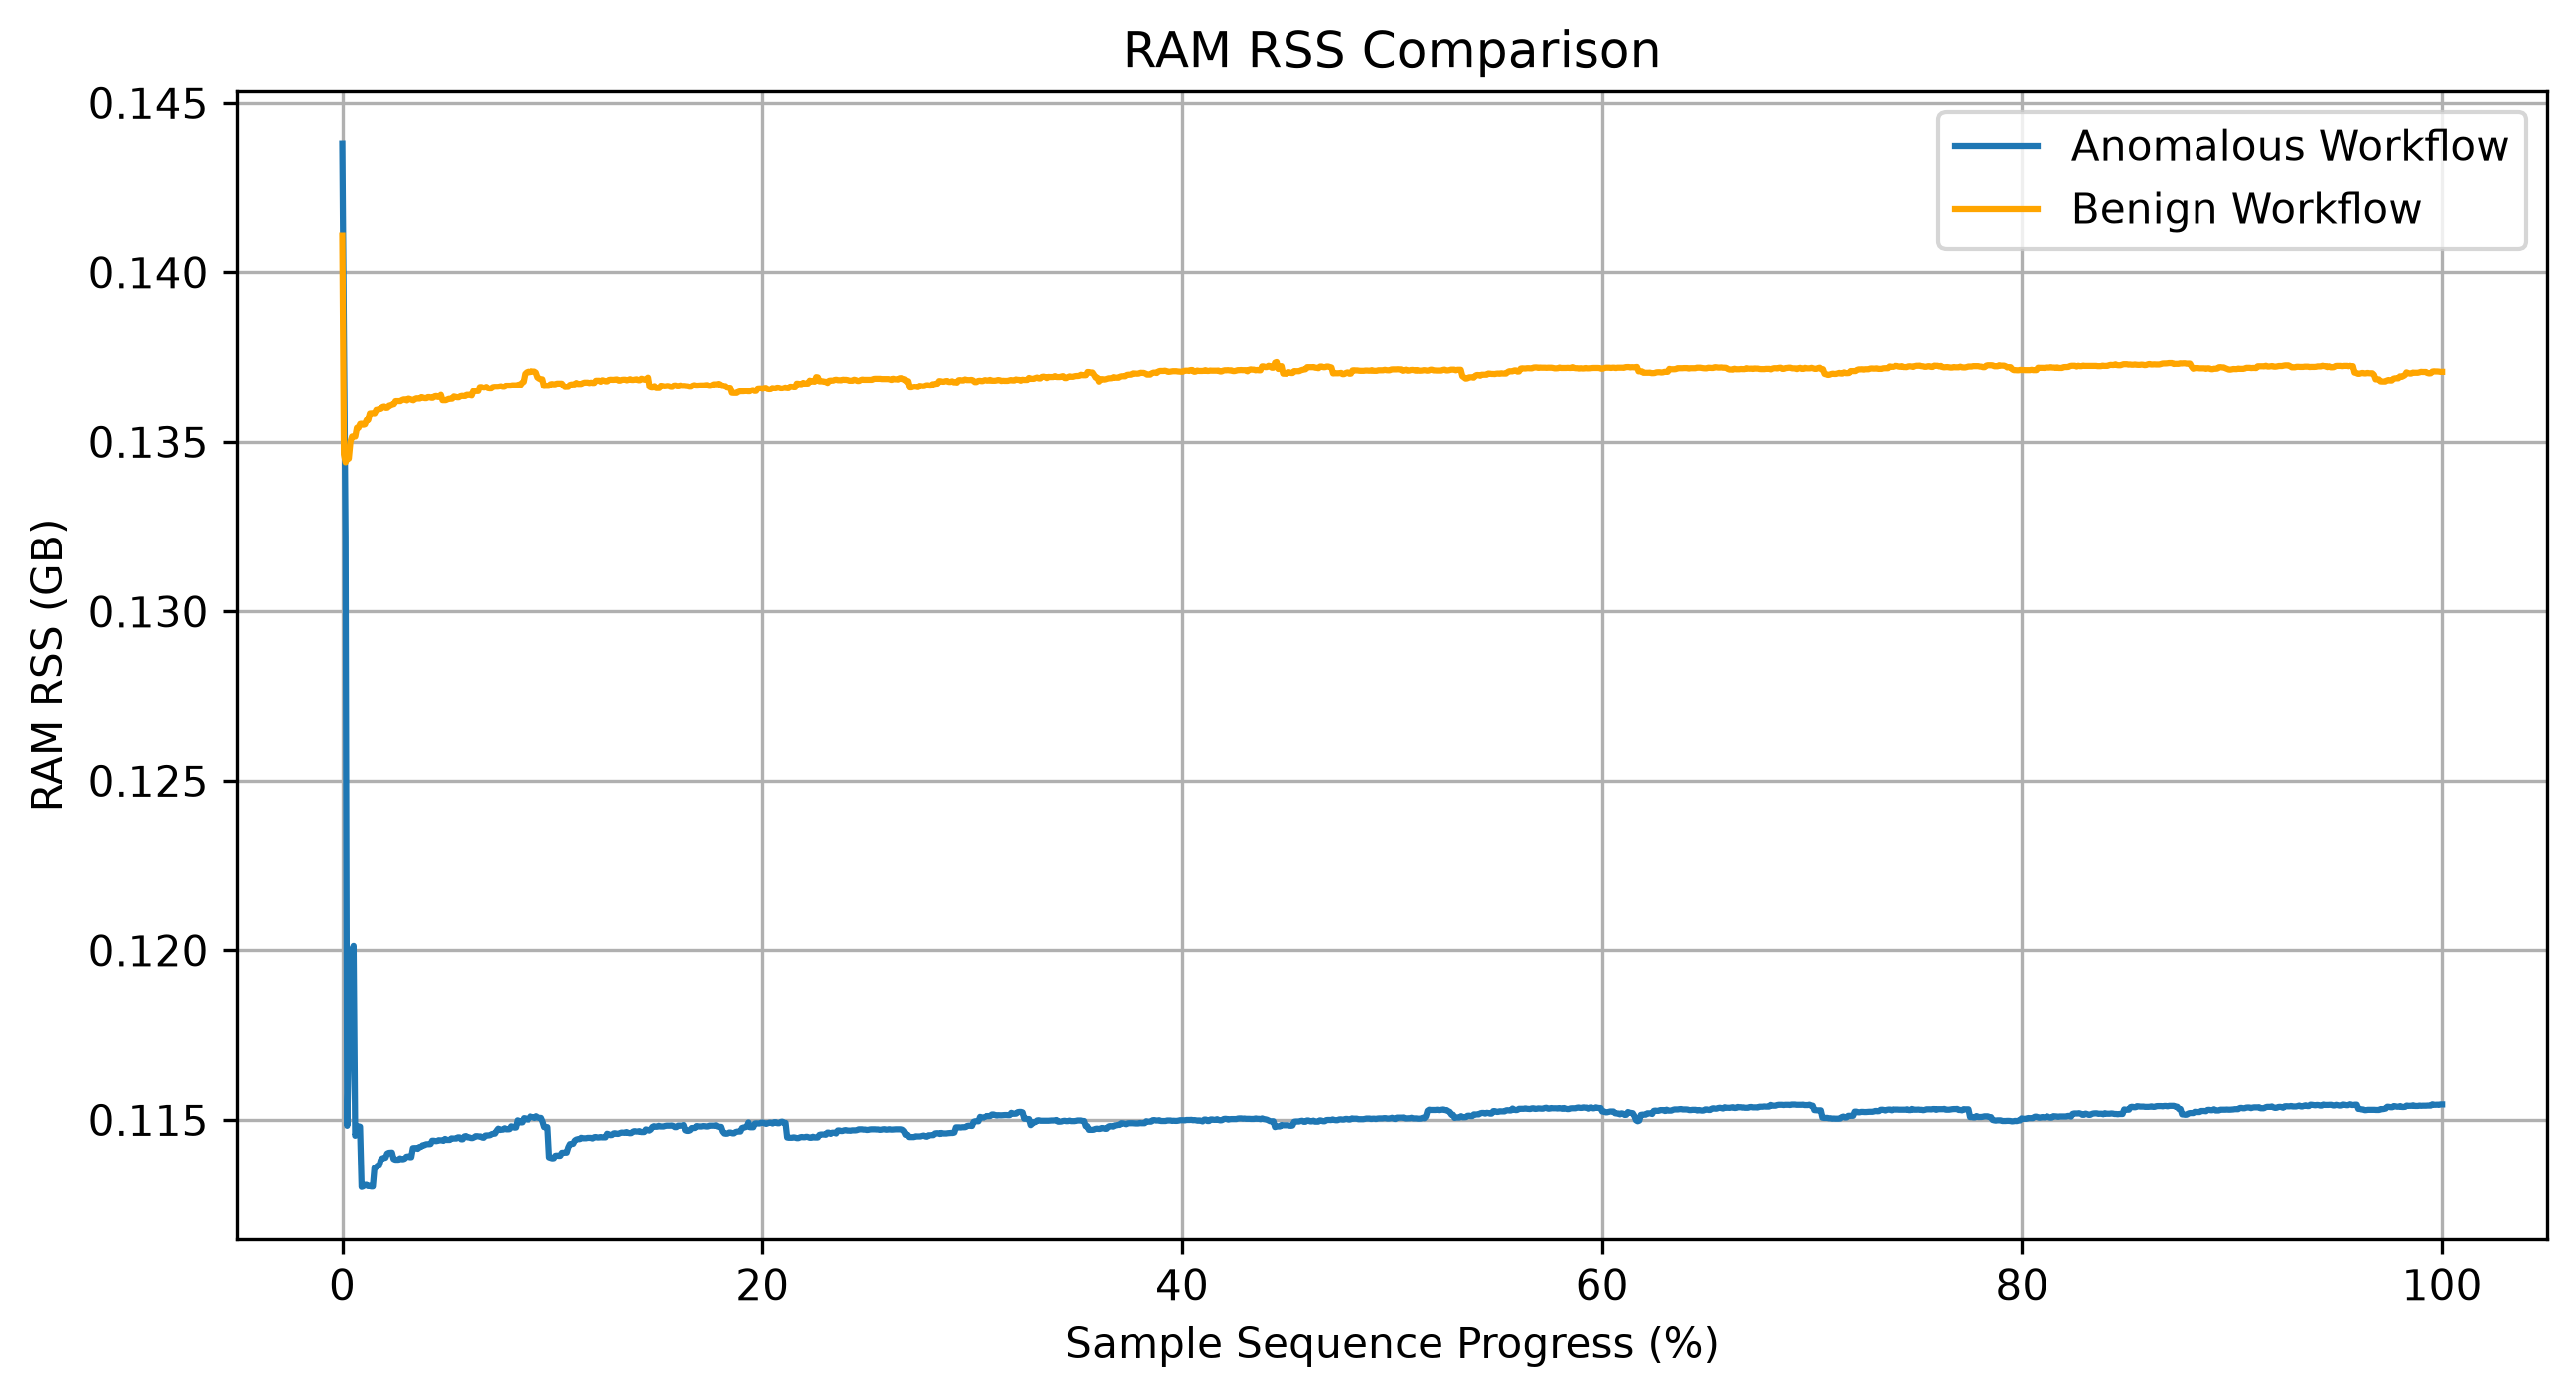 RAM RSS Comparison
0.145
0.140
0.135
0.130
0.125
0.120
0.115
RAM RSS (GB)
Anomalous Workflow
Benign Workflow
0 20 40 60 80 100
Sample Sequence Progress (%)